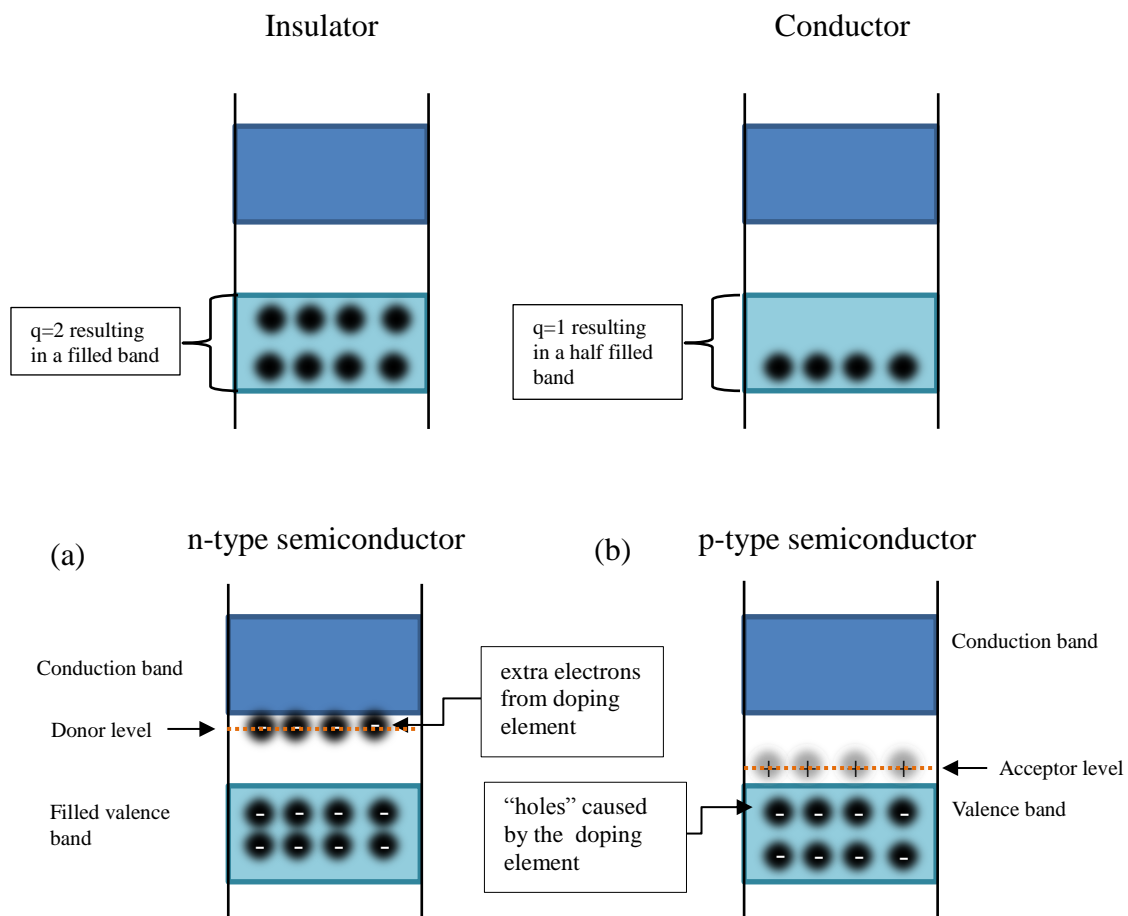 Insulator
Conductor
q=2 resulting
in a filled band
q=1 resulting
in a half filled
band
(a)
n-type semiconductor
(b)
p-type semiconductor
Conduction band
Donor level
Filled valence
band
extra electrons
from doping
element
- - - -
- - - -
- - - -
“holes” caused
by the doping
element
Conduction band
Acceptor level
Valence band
+ + + +
- - - -
- - - -